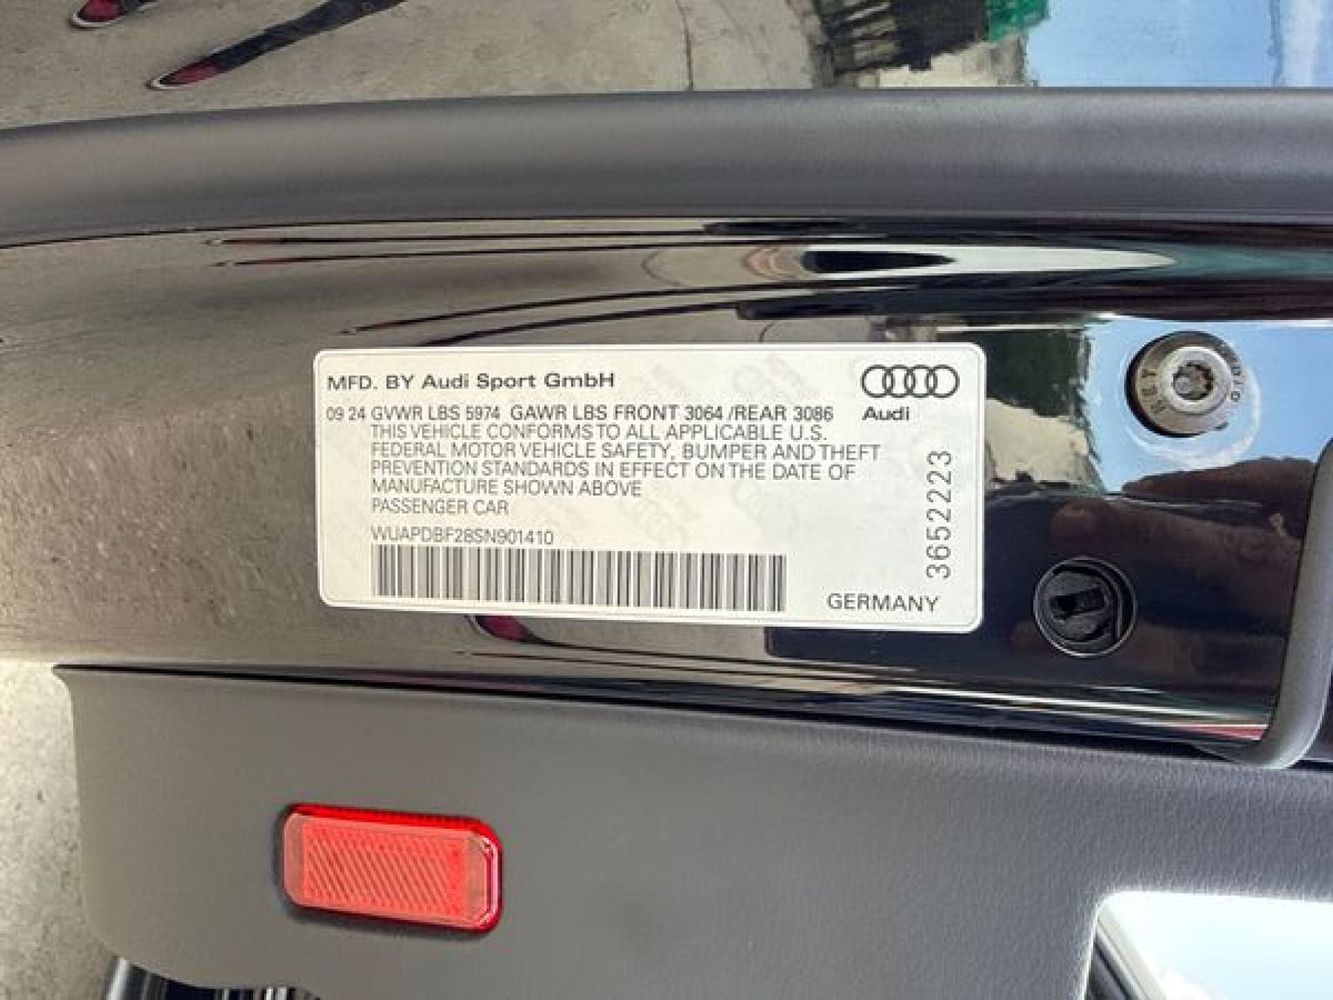 MFD. BY Audi Sport GmbH
Audi
09 24 GVWR LBS 5974 GAWR LBS FRONT 3064 /REAR 3086
THIS VEHICLE CONFORMS TO ALL APPLICABLE U.S.
FEDERAL MOTOR VEHICLE SAFETY, BUMPER AND THEFT
PREVENTION STANDARDS IN EFFECT ON THE DATE OF
MANUFACTURE SHOWN ABOVE
PASSENGER CAR
WUAPDBF28SN901410
3652223
GERMANY